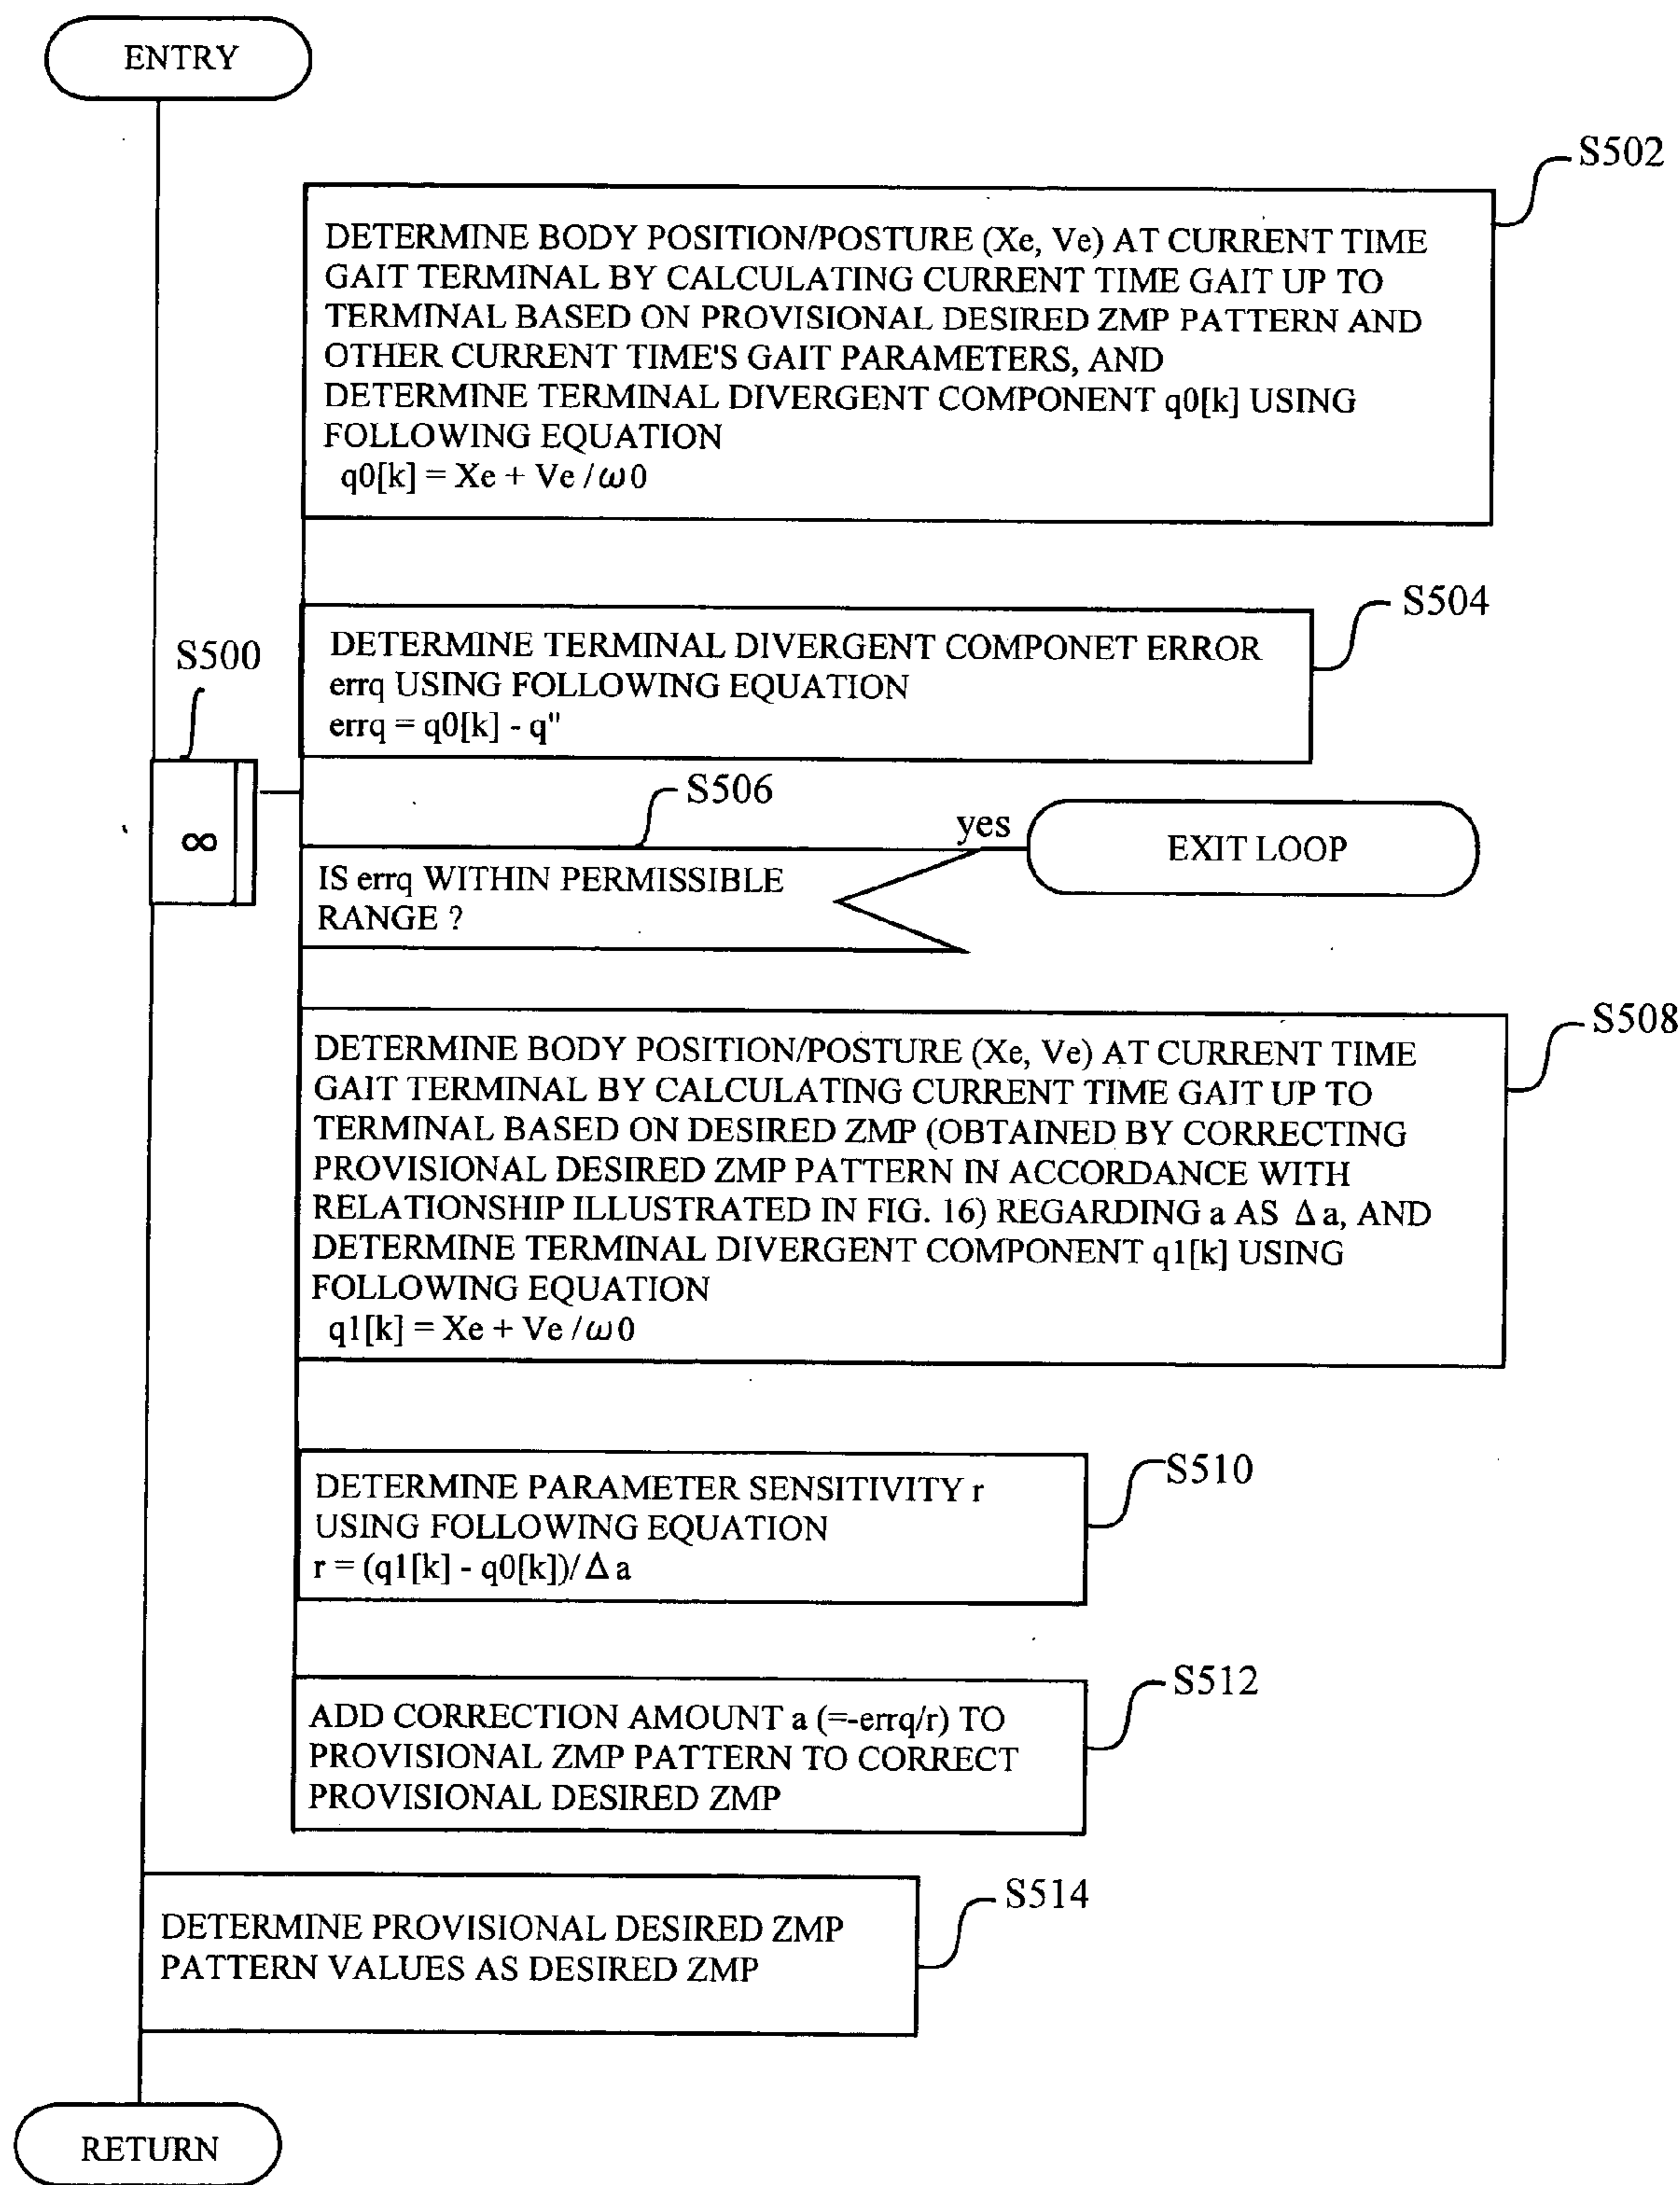 ENTRY
S502
DETERMINE BODY POSITION/POSTURE (Xe, Ve) AT CURRENT TIME
GAIT TERMINAL BY CALCULATING CURRENT TIME GAIT UP TO
TERMINAL BASED ON PROVISIONAL DESIRED ZMP PATTERN AND
OTHER CURRENT TIME'S GAIT PARAMETERS, AND
DETERMINE TERMINAL DIVERGENT COMPONENT q0[k] USING
FOLLOWING EQUATION
q0[k] = Xe + Ve /ω0
S504
DETERMINE TERMINAL DIVERGENT COMPONET ERROR
errq USING FOLLOWING EQUATION
errq = q0[k] - q"
S500
∞
S506
yes
EXIT LOOP
IS errq WITHIN PERMISSIBLE
RANGE ?
S508
DETERMINE BODY POSITION/POSTURE (Xe, Ve) AT CURRENT TIME
GAIT TERMINAL BY CALCULATING CURRENT TIME GAIT UP TO
TERMINAL BASED ON DESIRED ZMP (OBTAINED BY CORRECTING
PROVISIONAL DESIRED ZMP PATTERN IN ACCORDANCE WITH
RELATIONSHIP ILLUSTRATED IN FIG. 16) REGARDING a AS Δa, AND
DETERMINE TERMINAL DIVERGENT COMPONENT q1[k] USING
FOLLOWING EQUATION
q1[k] = Xe + Ve /ω0
S510
DETERMINE PARAMETER SENSITIVITY r
USING FOLLOWING EQUATION
r = (q1[k] - q0[k])/Δa
S512
ADD CORRECTION AMOUNT a (=-errq/r) TO
PROVISIONAL ZMP PATTERN TO CORRECT
PROVISIONAL DESIRED ZMP
S514
DETERMINE PROVISIONAL DESIRED ZMP
PATTERN VALUES AS DESIRED ZMP
RETURN